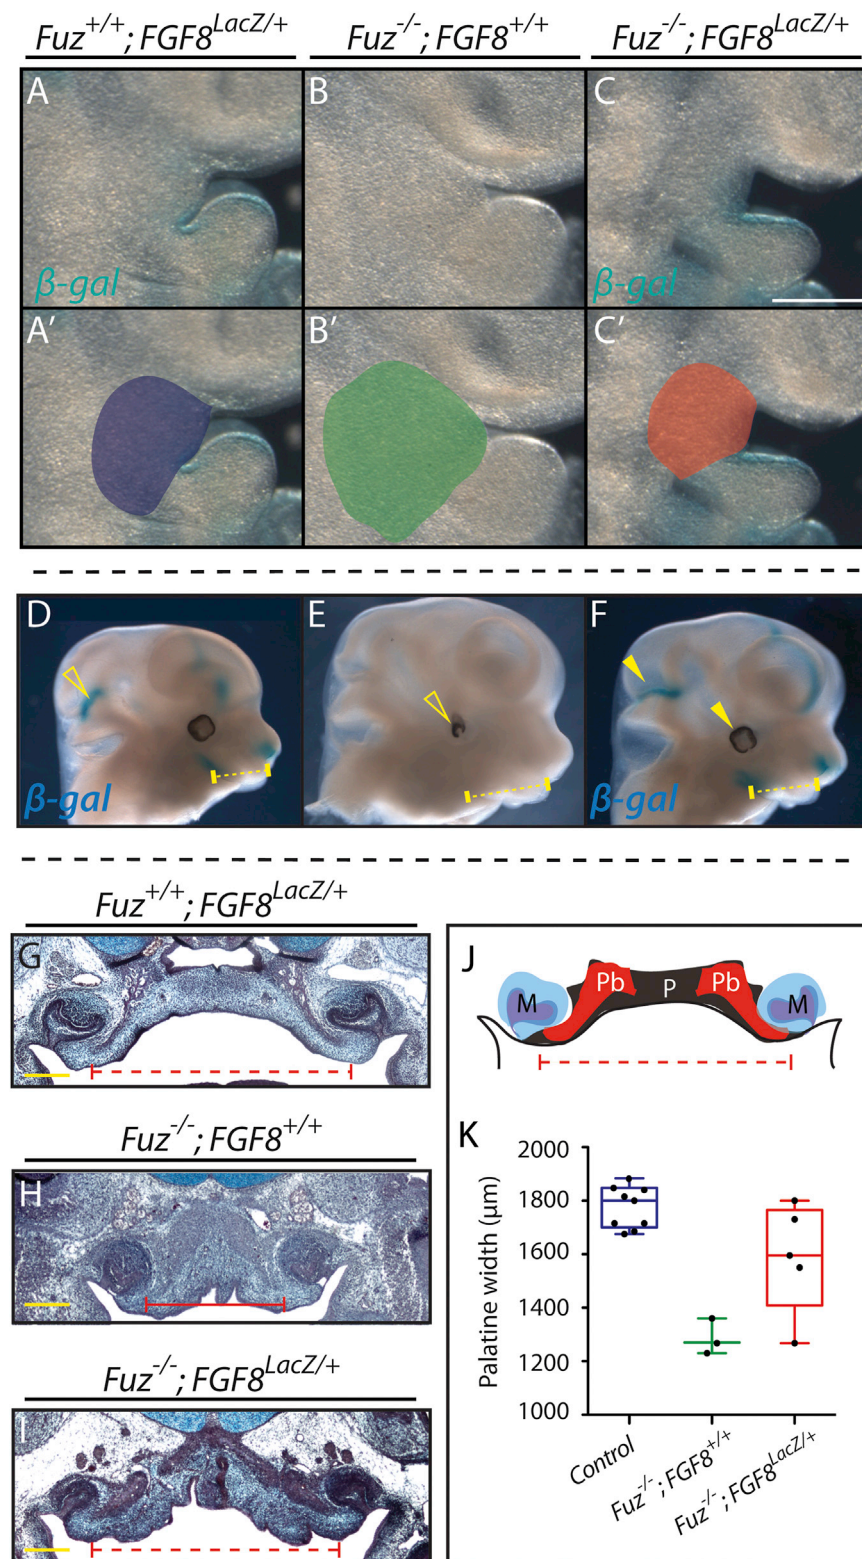 Fuz+/+; FGF8LacZ/+
Fuz-/-; FGF8+/+
Fuz-/-; FGF8LacZ/+
A
B
C
β-gal
β-gal
A′
B′
C′
D
E
F
β-gal
β-gal
Fuz+/+; FGF8LacZ/+
G
Fuz-/-; FGF8+/+
H
Fuz-/-; FGF8LacZ/+
I
J
M
Pb
P
Pb
M
K
Palatine width (μm)
2000
1800
1600
1400
1200
1000
Control
Fuz-/-; FGF8+/+
Fuz-/-; FGF8LacZ/+